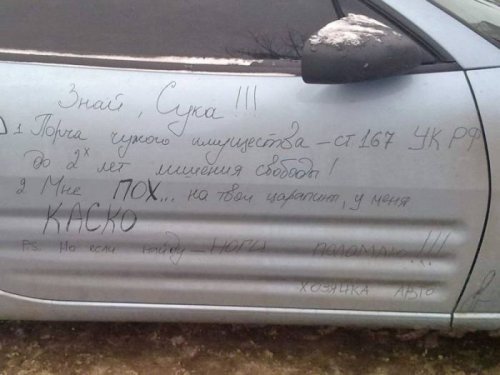 Знай, Сука!!!
1 Порча чужого имущества - ст 167 УК РФ
до 2х лет лишения свободы!
2 Мне ПОХ... на твои царапины, у меня
КАСКО
P.S. Но если найду - НОГИ поломаю!!!
ХОЗЯЙКА АВТО